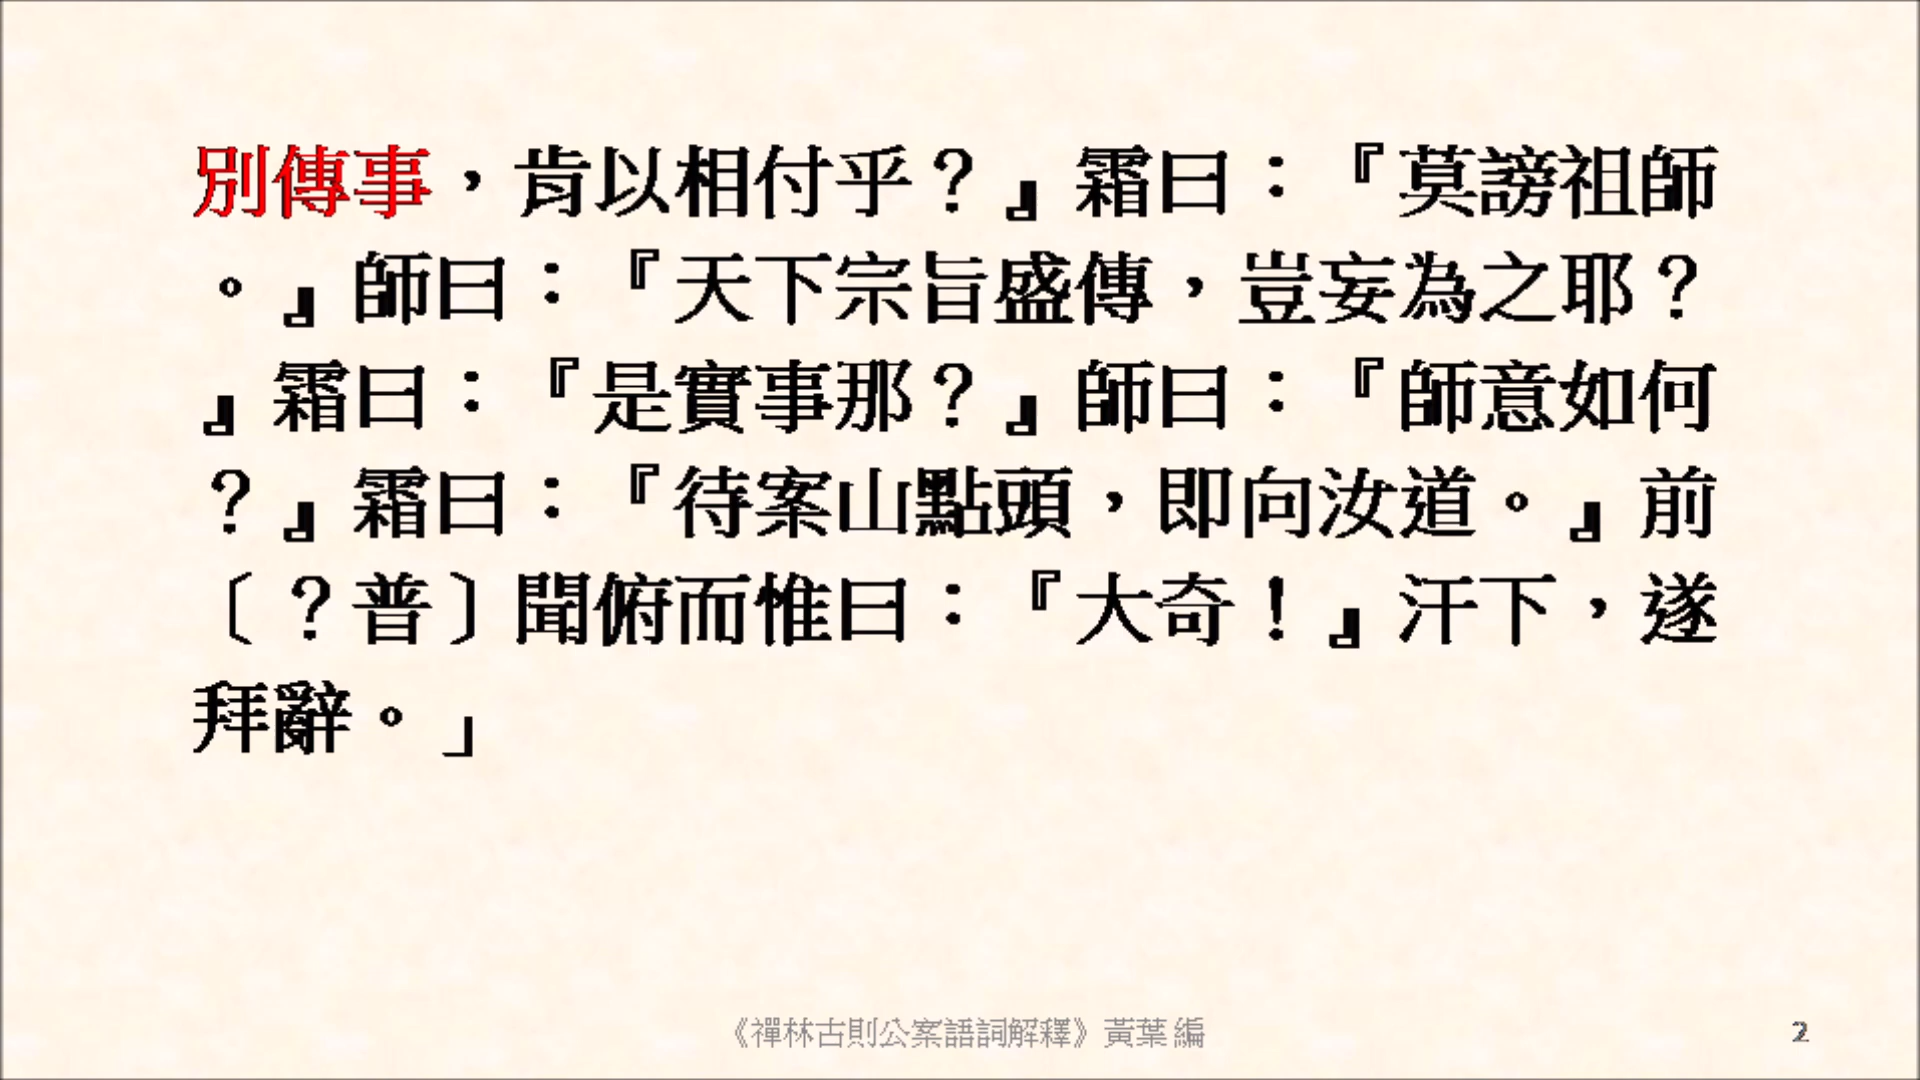 別傳事，肯以相付乎？』霜曰：『莫謗祖師
。』師曰：『天下宗旨盛傳，豈妄為之耶？
』霜曰：『是實事那？』師曰：『師意如何
？』霜曰：『待案山點頭，即向汝道。』前
〔？普〕聞俯而惟曰：『大奇！』汗下，遂
拜辭。」
《禪林古則公案語詞解釋》黃葉 編
2